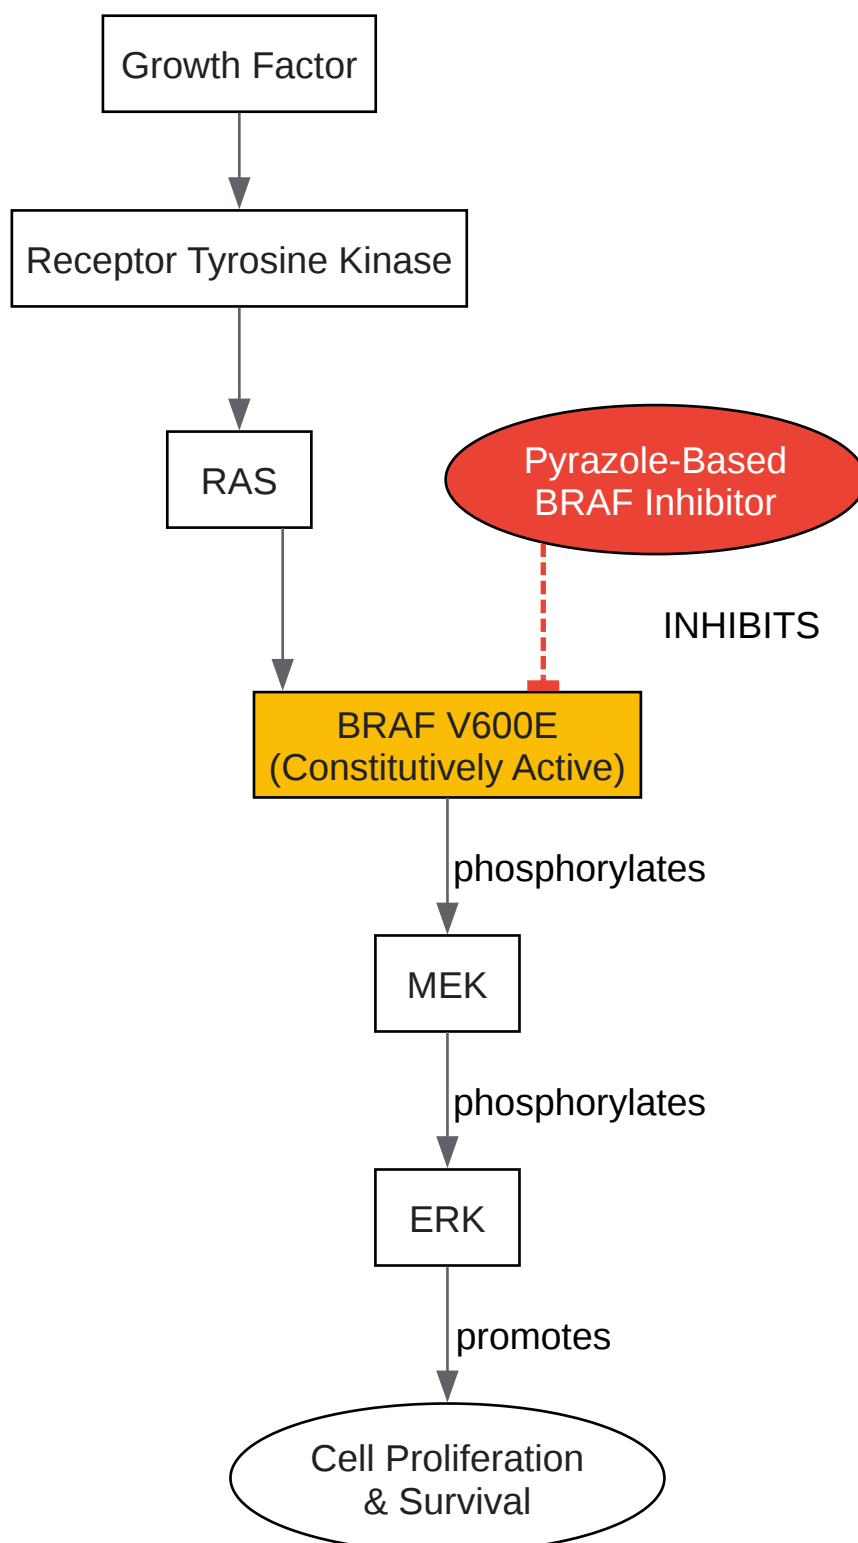 Growth Factor
Receptor Tyrosine Kinase
RAS
Pyrazole-Based
BRAF Inhibitor
INHIBITS
BRAF V600E
(Constitutively Active)
phosphorylates
MEK
phosphorylates
ERK
promotes
Cell Proliferation
& Survival